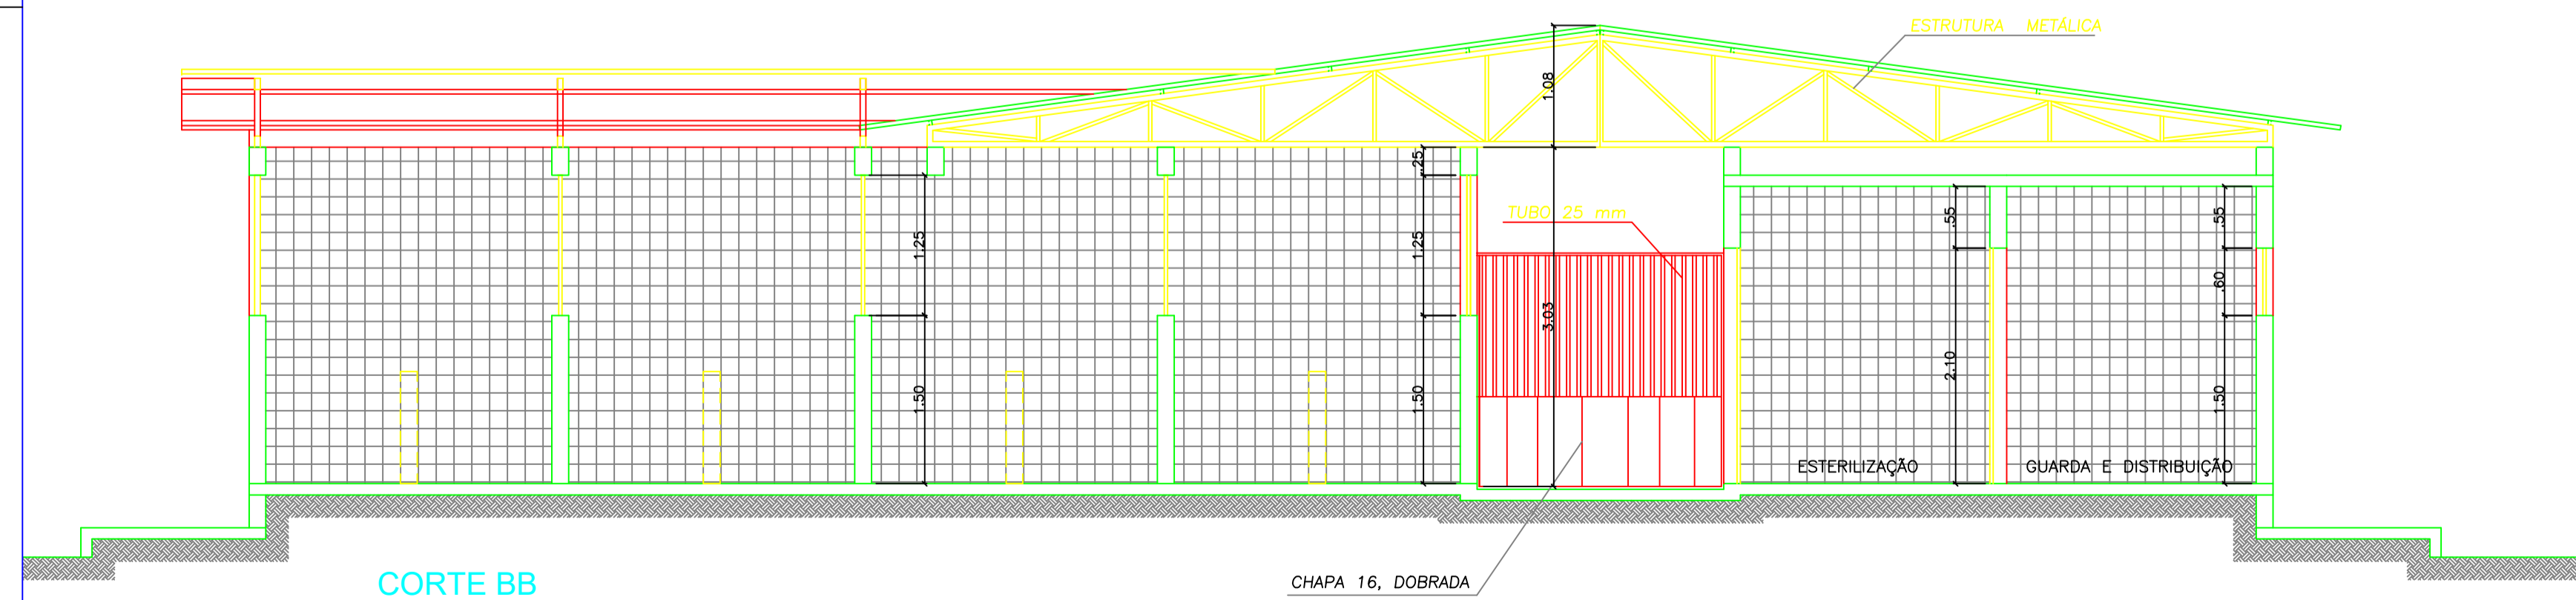 ESTRUTURA METÁLICA
1.08
.25
TUBO 25 mm
.55
.55
1.25
1.25
.60
3.03
2.10
1.50
1.50
1.50
ESTERILIZAÇÃO
GUARDA E DISTRIBUIÇÃO
CORTE BB
CHAPA 16, DOBRADA